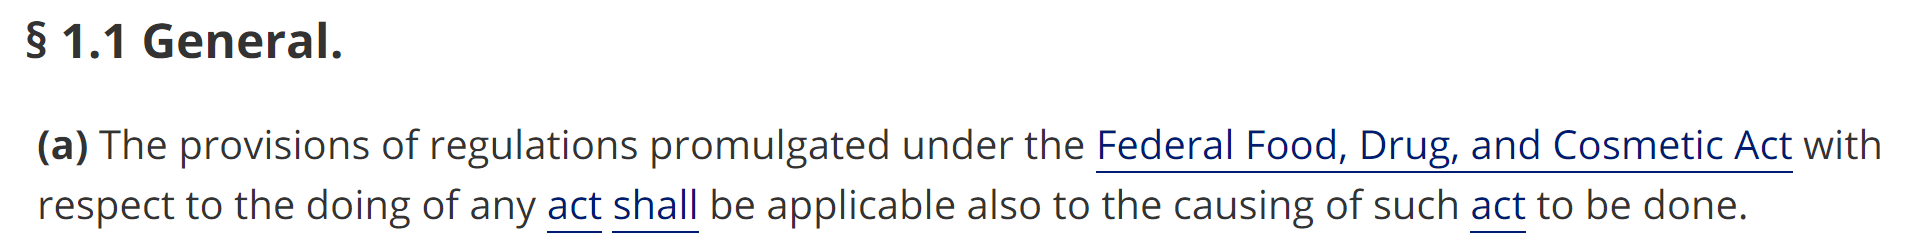 § 1.1 General.
(a) The provisions of regulations promulgated under the Federal Food, Drug, and Cosmetic Act with
respect to the doing of any act shall be applicable also to the causing of such act to be done.